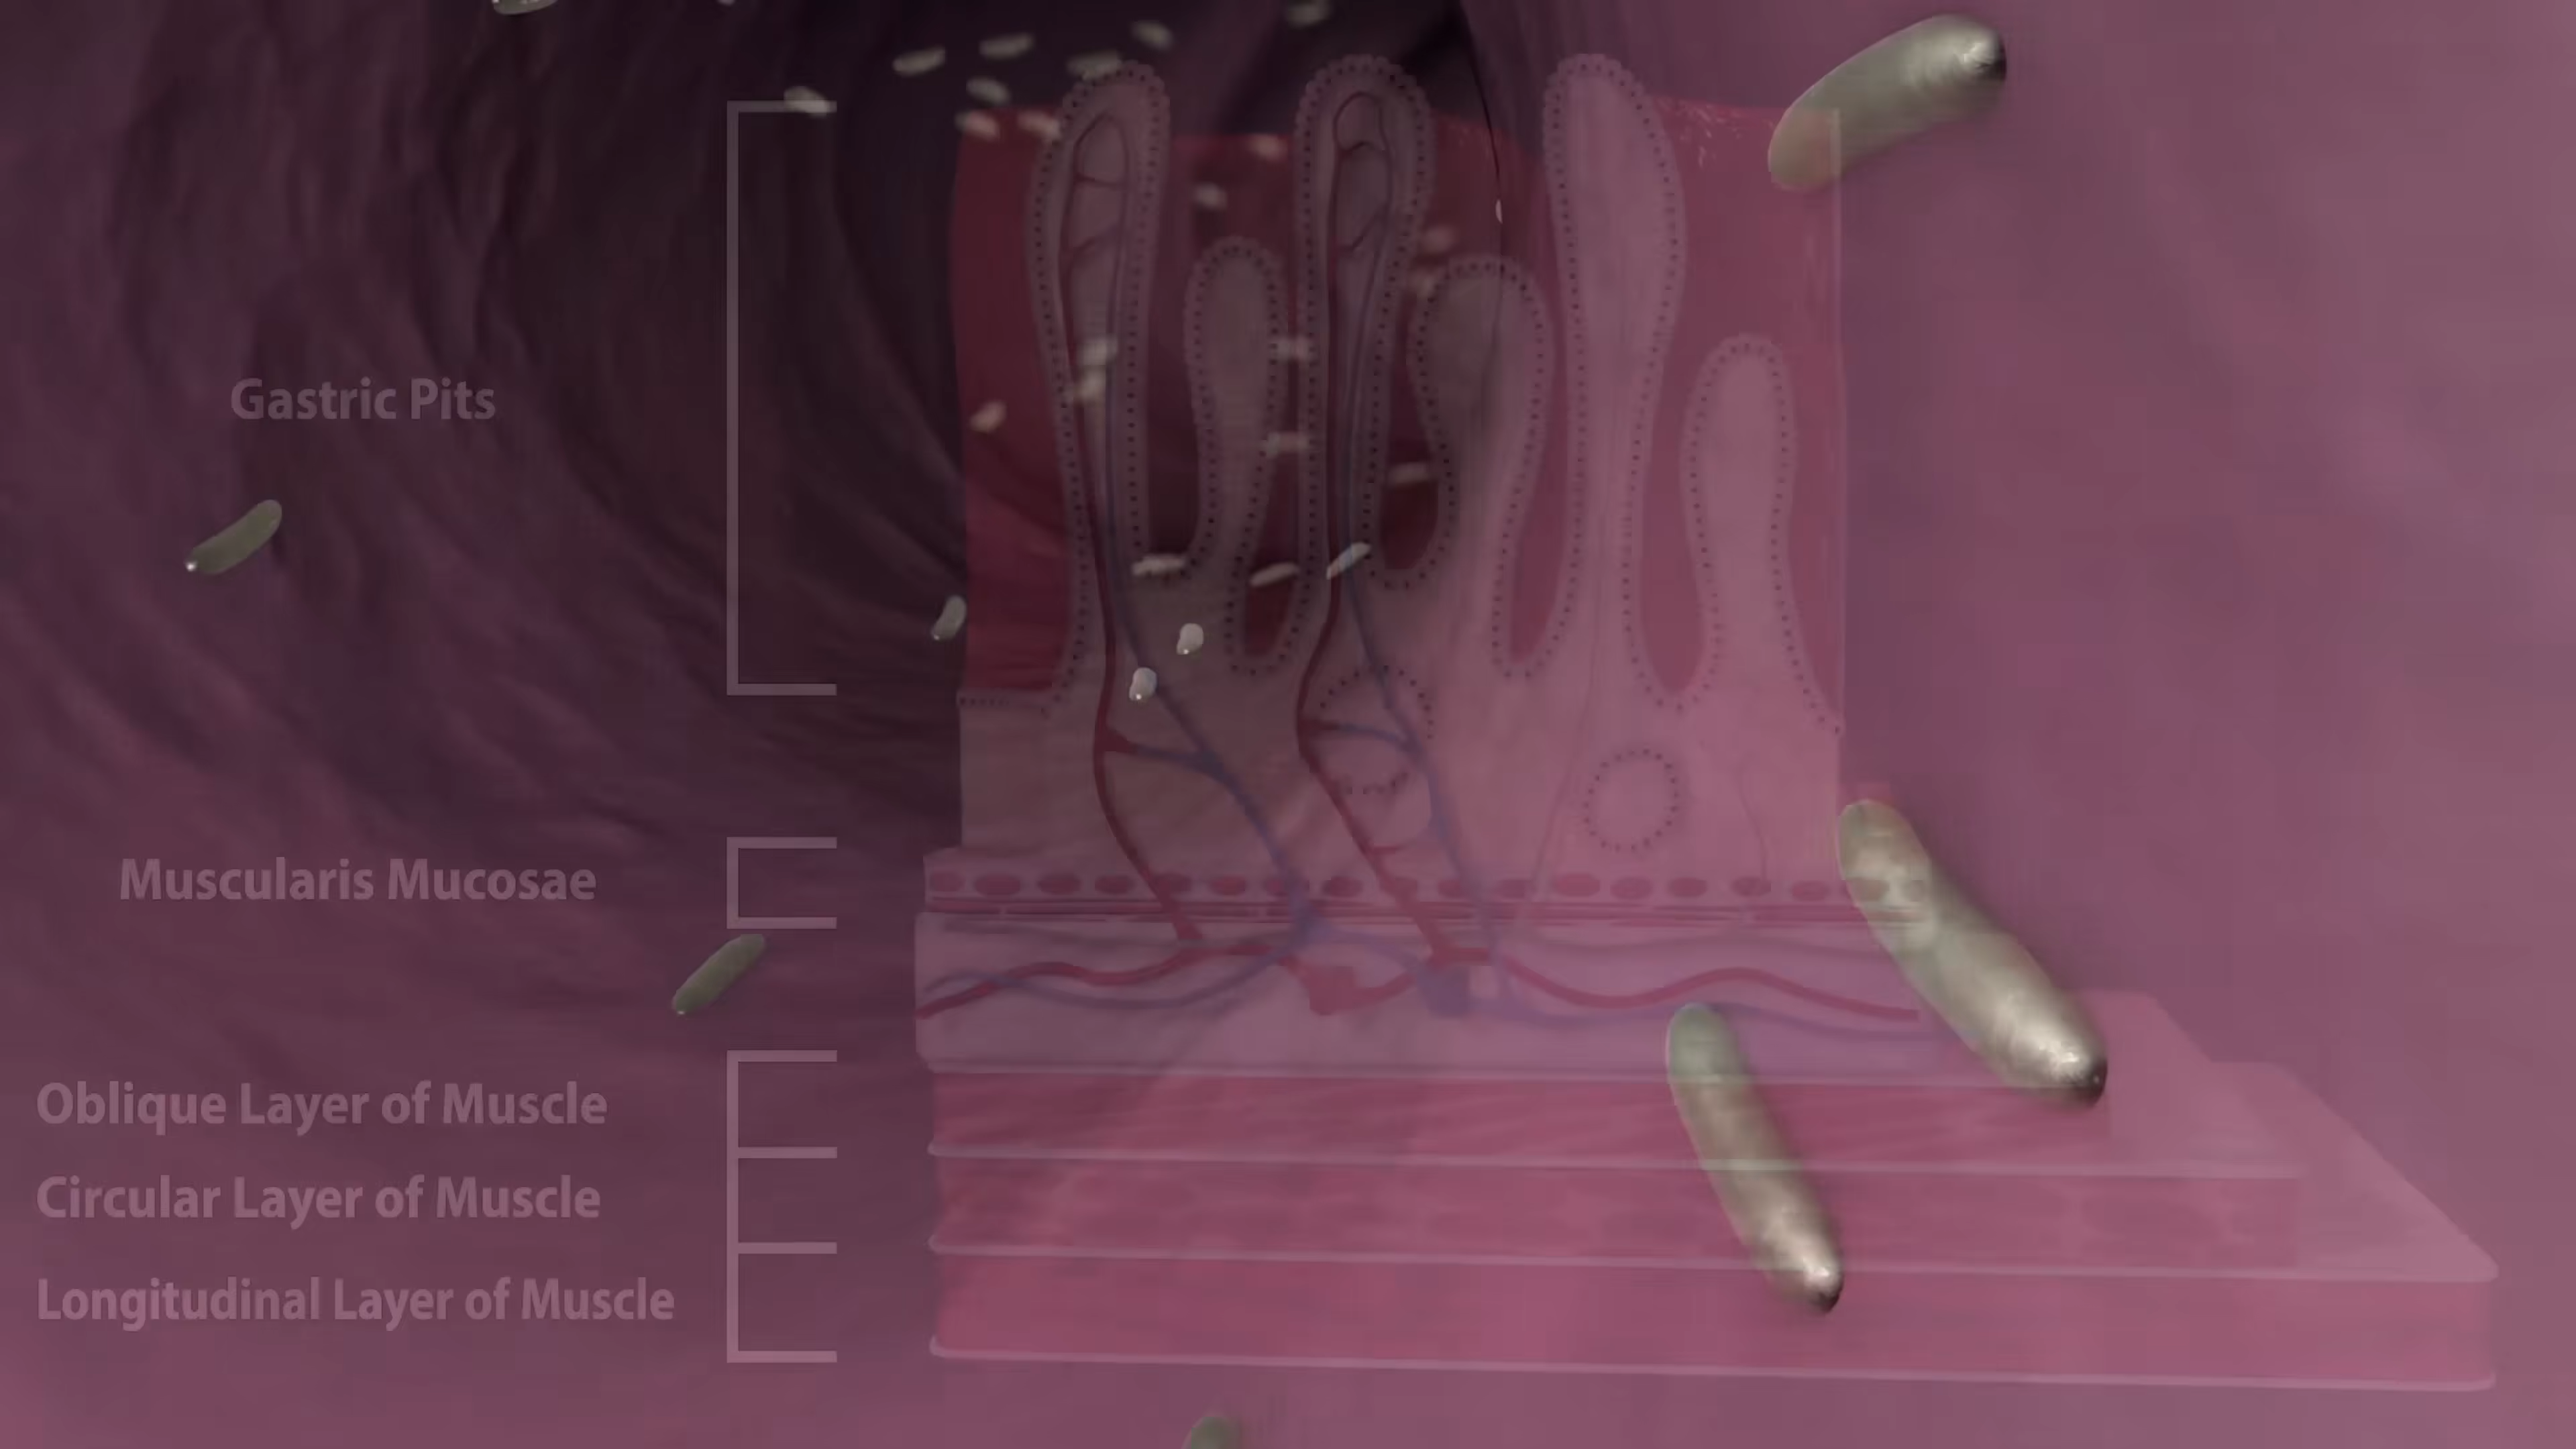 Gastric Pits
Muscularis Mucosae
Oblique Layer of Muscle
Circular Layer of Muscle
Longitudinal Layer of Muscle